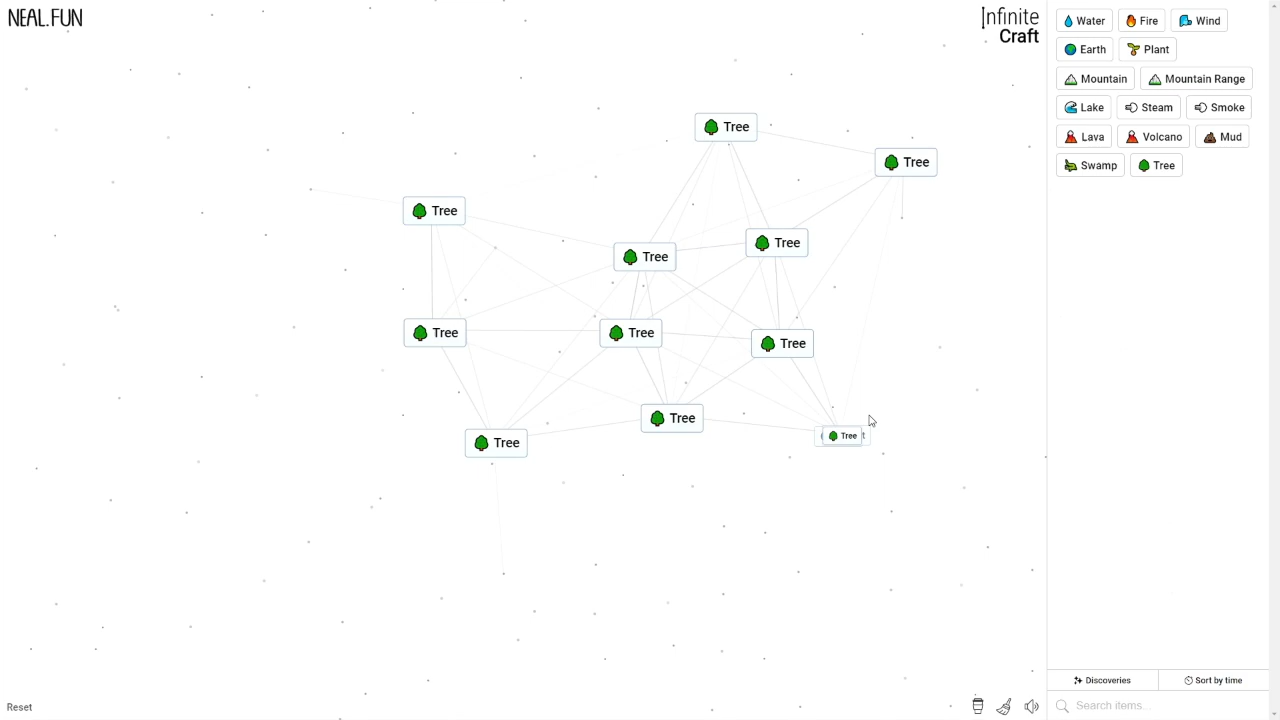 NEAL.FUN
Infinite
Craft
Water
Fire
Wind
Earth
Plant
Mountain
Mountain Range
Lake
Steam
Smoke
Lava
Volcano
Mud
Swamp
Tree
Tree
Tree
Tree
Tree
Tree
Tree
Tree
Tree
Tree
Tree
Tree
Discoveries
Sort by time
Search items...
Reset